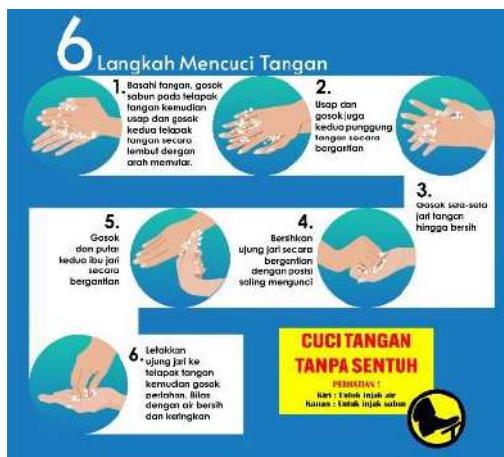 6 Langkah Mencuci Tangan
1. Basahi tangan, gosok
sabun pada telapak
tangan kemudian
usap dan gosok
kedua telapak
tangan secara
lembut dengan
arah memutar.
2.
Usap dan
gosok juga
kedua punggung
tangan secara
bergantian
3.
Gosok sela-sela
jari tangan
hingga bersih
4.
Bersihkan
ujung jari secara
bergantian
dengan posisi
saling mengunci
5.
Gosok
dan putar
kedua ibu jari
secara
bergantian
6. Letakkan
ujung jari ke
telapak tangan
kemudian gosok
perlahan. Bilas
dengan air bersih
dan keringkan
CUCI TANGAN
TANPA SENTUH
PERHATIAN !
Kiri : Untuk injak air
Kanan : Untuk injak sabun